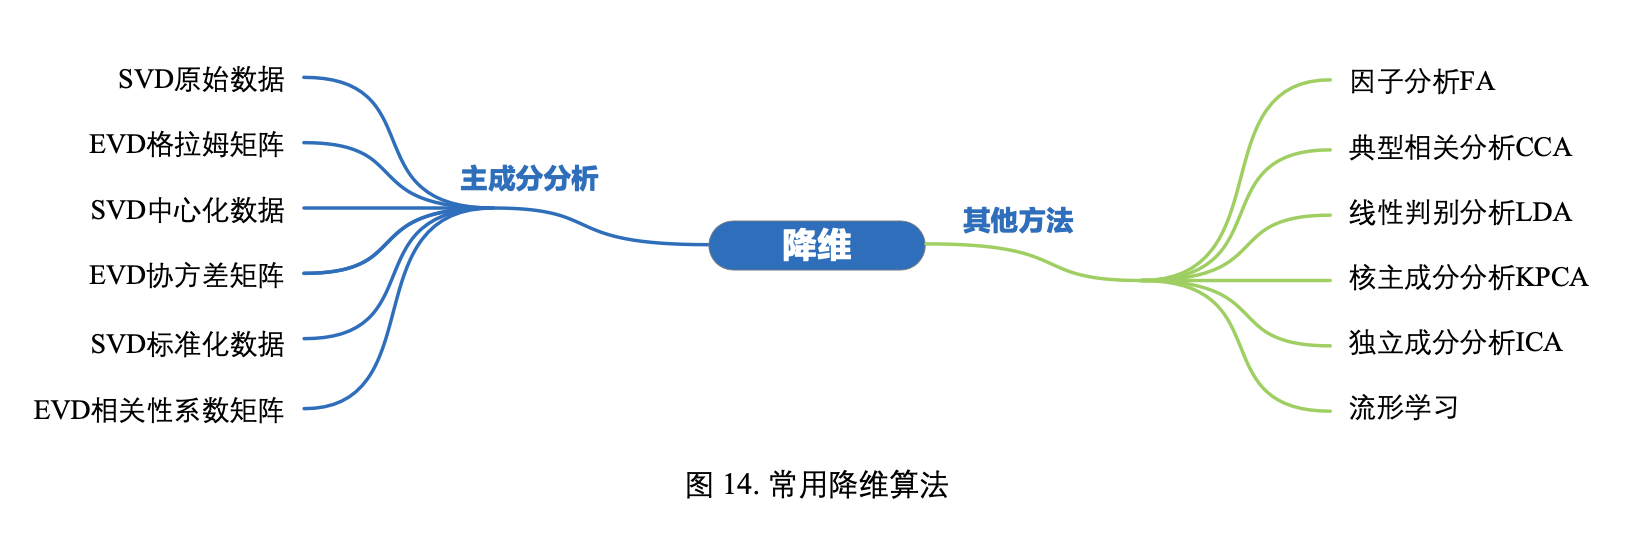 降维
主成分分析
SVD原始数据
EVD格拉姆矩阵
SVD中心化数据
EVD协方差矩阵
SVD标准化数据
EVD相关性系数矩阵
其他方法
因子分析FA
典型相关分析CCA
线性判别分析LDA
核主成分分析KPCA
独立成分分析ICA
流形学习
图 14. 常用降维算法